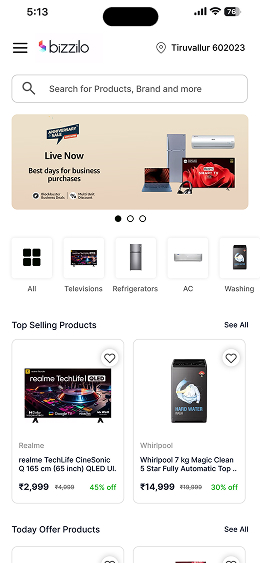 5:13
76
bizzilo
Tiruvallur 602023
Search for Products, Brand and more
ANNIVERSARY
SALE
Live Now
Best days for business
purchases
Blockbuster
Business Deals
Multi Best
Discount
All
Televisions
Refrigerators
AC
Washing
Top Selling Products
See All
realme TechLife QLED
HARD WATER
Realme
realme TechLife CineSonic
Q 165 cm (65 inch) QLED Ul.
₹2,999 ₹4,999 45% off
Whirlpool
Whirlpool 7 kg Magic Clean
5 Star Fully Automatic Top ..
₹14,999 ₹19,999 30% off
Today Offer Products
See All